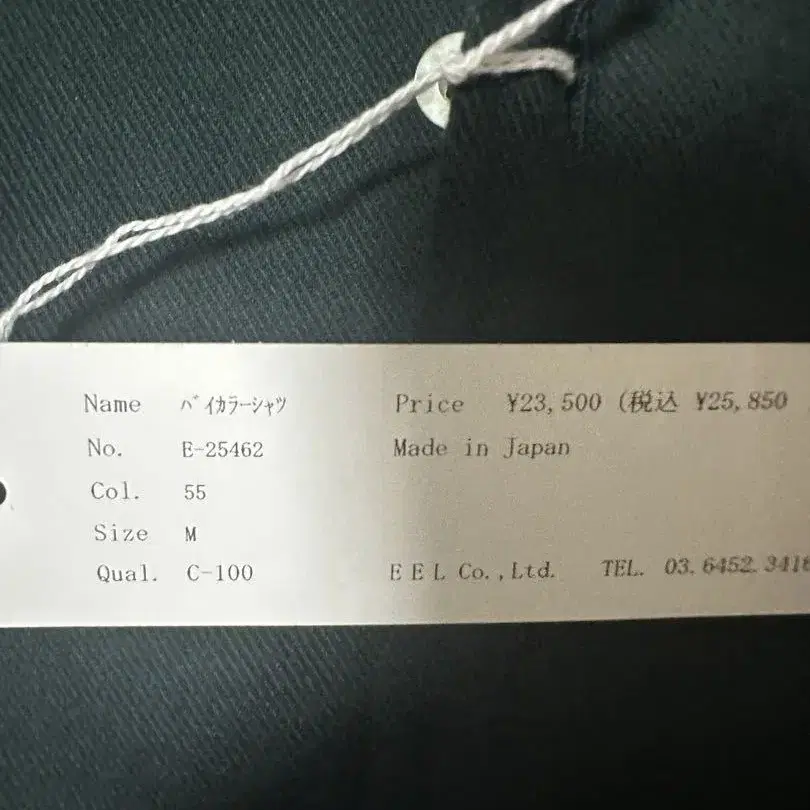 Name ﾊﾞｲｶﾗｰｼｬﾂ Price ¥23,500 (税込 ¥25,850
No. E-25462 Made in Japan
Col. 55
Size M
Qual. C-100 E E L Co.,Ltd. TEL. 03.6452.3418